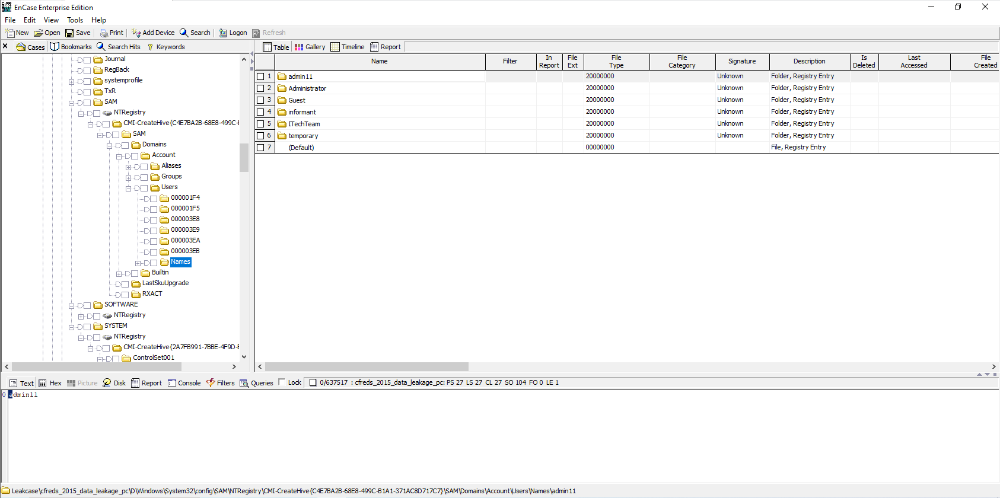 EnCase Enterprise Edition
File Edit View Tools Help
New Open Save Print Add Device Search Logon Refresh
Cases Bookmarks Search Hits Keywords
Journal
RegBack
systemprofile
TxR
SAM
NTRegistry
CMI-CreateHive{C4E7BA2B-68E8-499C-
SAM
Domains
Account
Aliases
Groups
Users
000001F4
000001F5
000003E8
000003E9
000003EA
000003EB
Names
Builtin
LastSkuUpgrade
RXACT
SOFTWARE
NTRegistry
SYSTEM
NTRegistry
CMI-CreateHive{2A7FB991-7BBE-4F9D-
ControlSet001
Table Gallery Timeline Report
Name Filter In Report File Ext File Type File Category Signature Description Is Deleted Last Accessed File Created
1 admin11 20000000 Unknown Folder, Registry Entry
2 Administrator 20000000 Unknown Folder, Registry Entry
3 Guest 20000000 Unknown Folder, Registry Entry
4 informant 20000000 Unknown Folder, Registry Entry
5 ITechTeam 20000000 Unknown Folder, Registry Entry
6 temporary 20000000 Unknown Folder, Registry Entry
7 (Default) 00000000 File, Registry Entry
Text Hex Picture Disk Report Console Filters Queries Lock 0/637517 : cfreds_2015_data_leakage_pc: PS 27 LS 27 CL 27 SO 104 FO 0 LE 1
0 admin11
Leakcase\cfreds_2015_data_leakage_pc\D\Windows\System32\config\SAM\NTRegistry\CMI-CreateHive{C4E7BA2B-68E8-499C-B1A1-371AC8D717C7}\SAM\Domains\Account\Users\Names\admin11